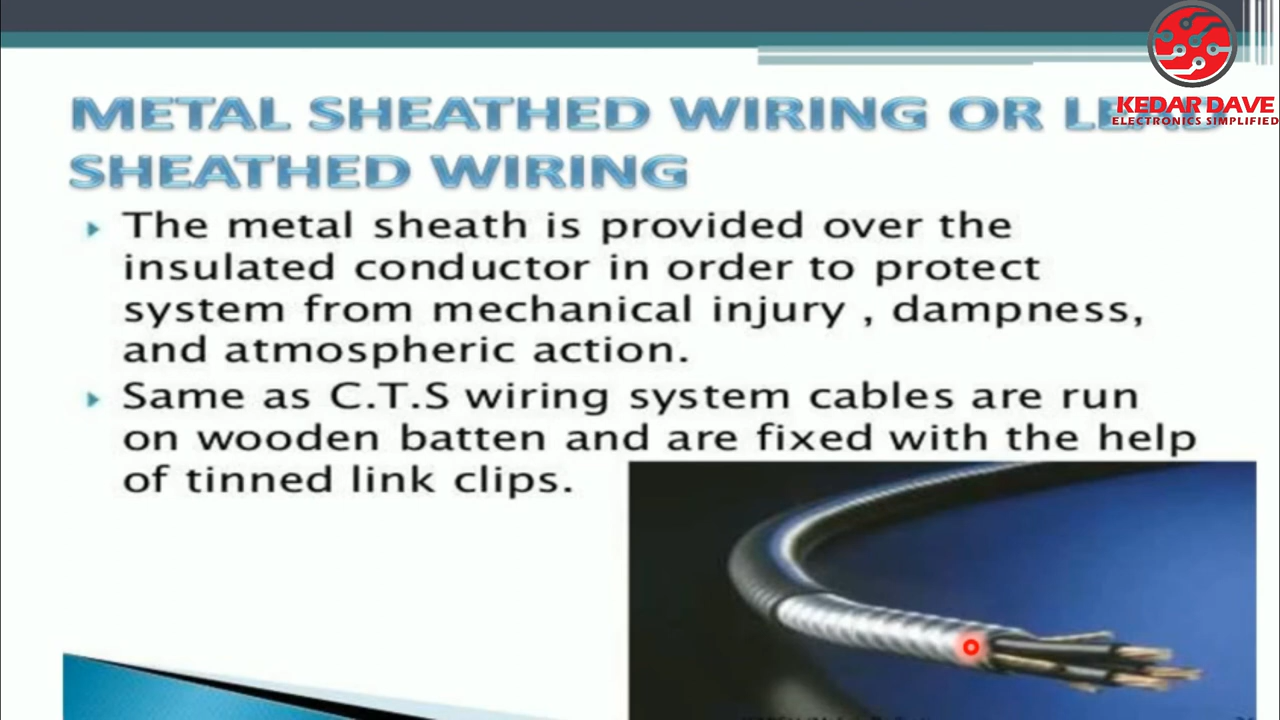 KEDAR DAVE
ELECTRONICS SIMPLIFIED
METAL SHEATHED WIRING OR LEAD
SHEATHED WIRING
The metal sheath is provided over the
insulated conductor in order to protect
system from mechanical injury , dampness,
and atmospheric action.
Same as C.T.S wiring system cables are run
on wooden batten and are fixed with the help
of tinned link clips.